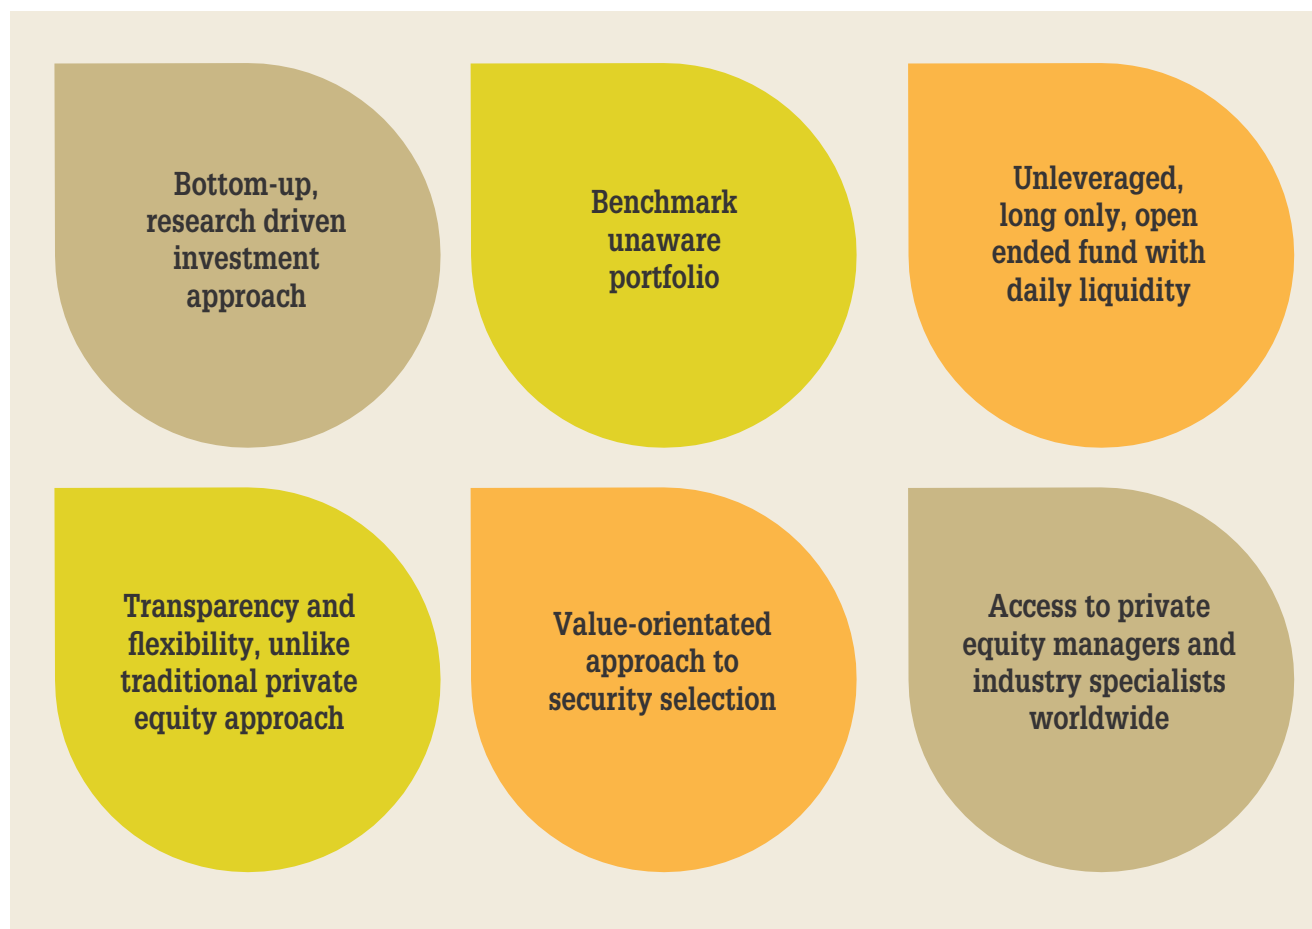 Bottom-up,
research driven
investment
approach
Benchmark
unaware
portfolio
Unleveraged,
long only, open
ended fund with
daily liquidity
Transparency and
flexibility, unlike
traditional private
equity approach
Value-orientated
approach to
security selection
Access to private
equity managers and
industry specialists
worldwide